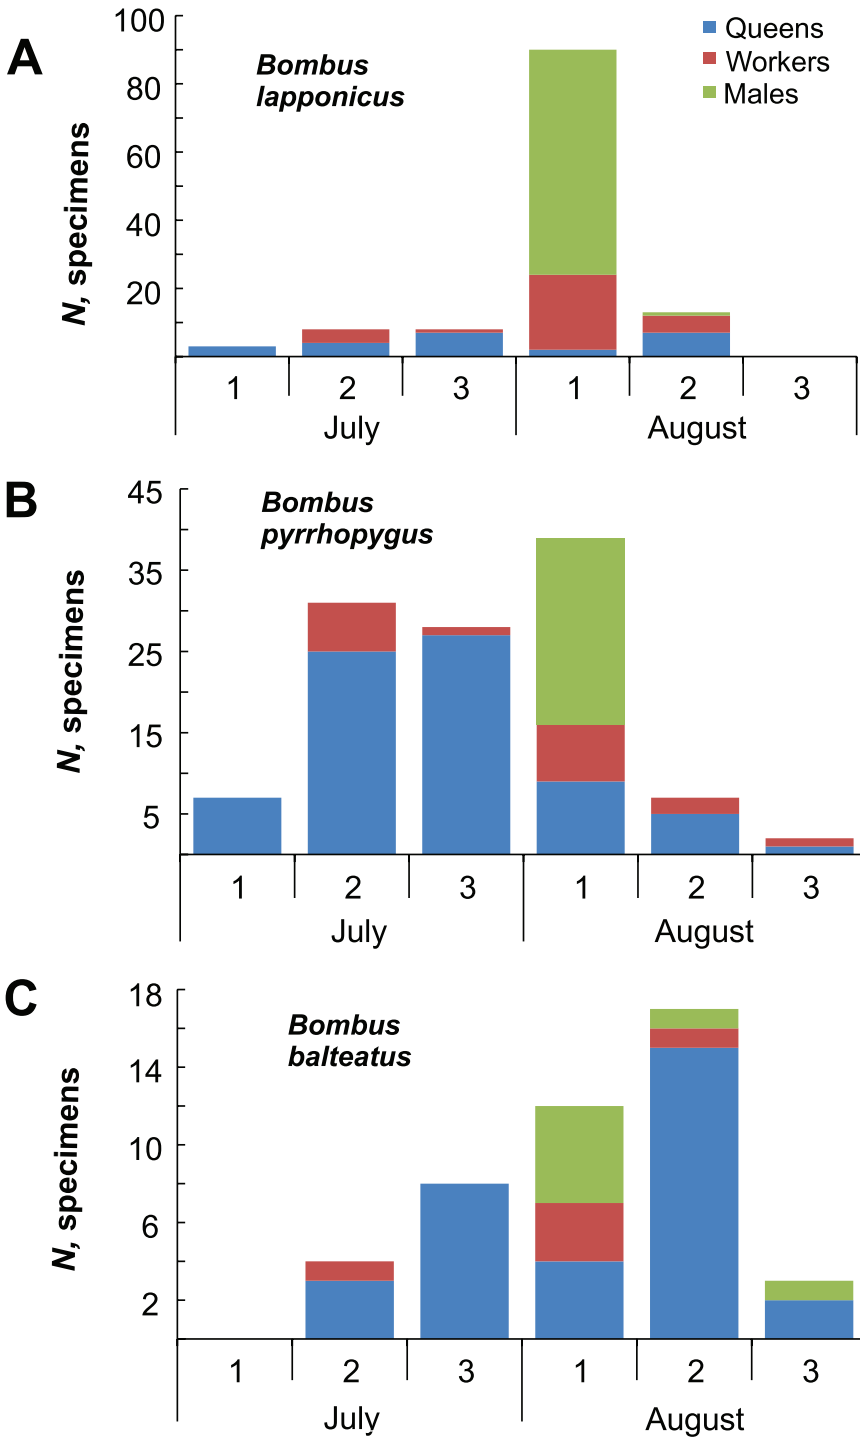 A
Bombus
lapponicus
Queens
Workers
Males
N, specimens
100
80
60
40
20
1 2 3 1 2 3
July August
B
Bombus
pyrrhopygus
N, specimens
45
35
25
15
5
1 2 3 1 2 3
July August
C
Bombus
balteatus
N, specimens
18
14
10
6
2
1 2 3 1 2 3
July August